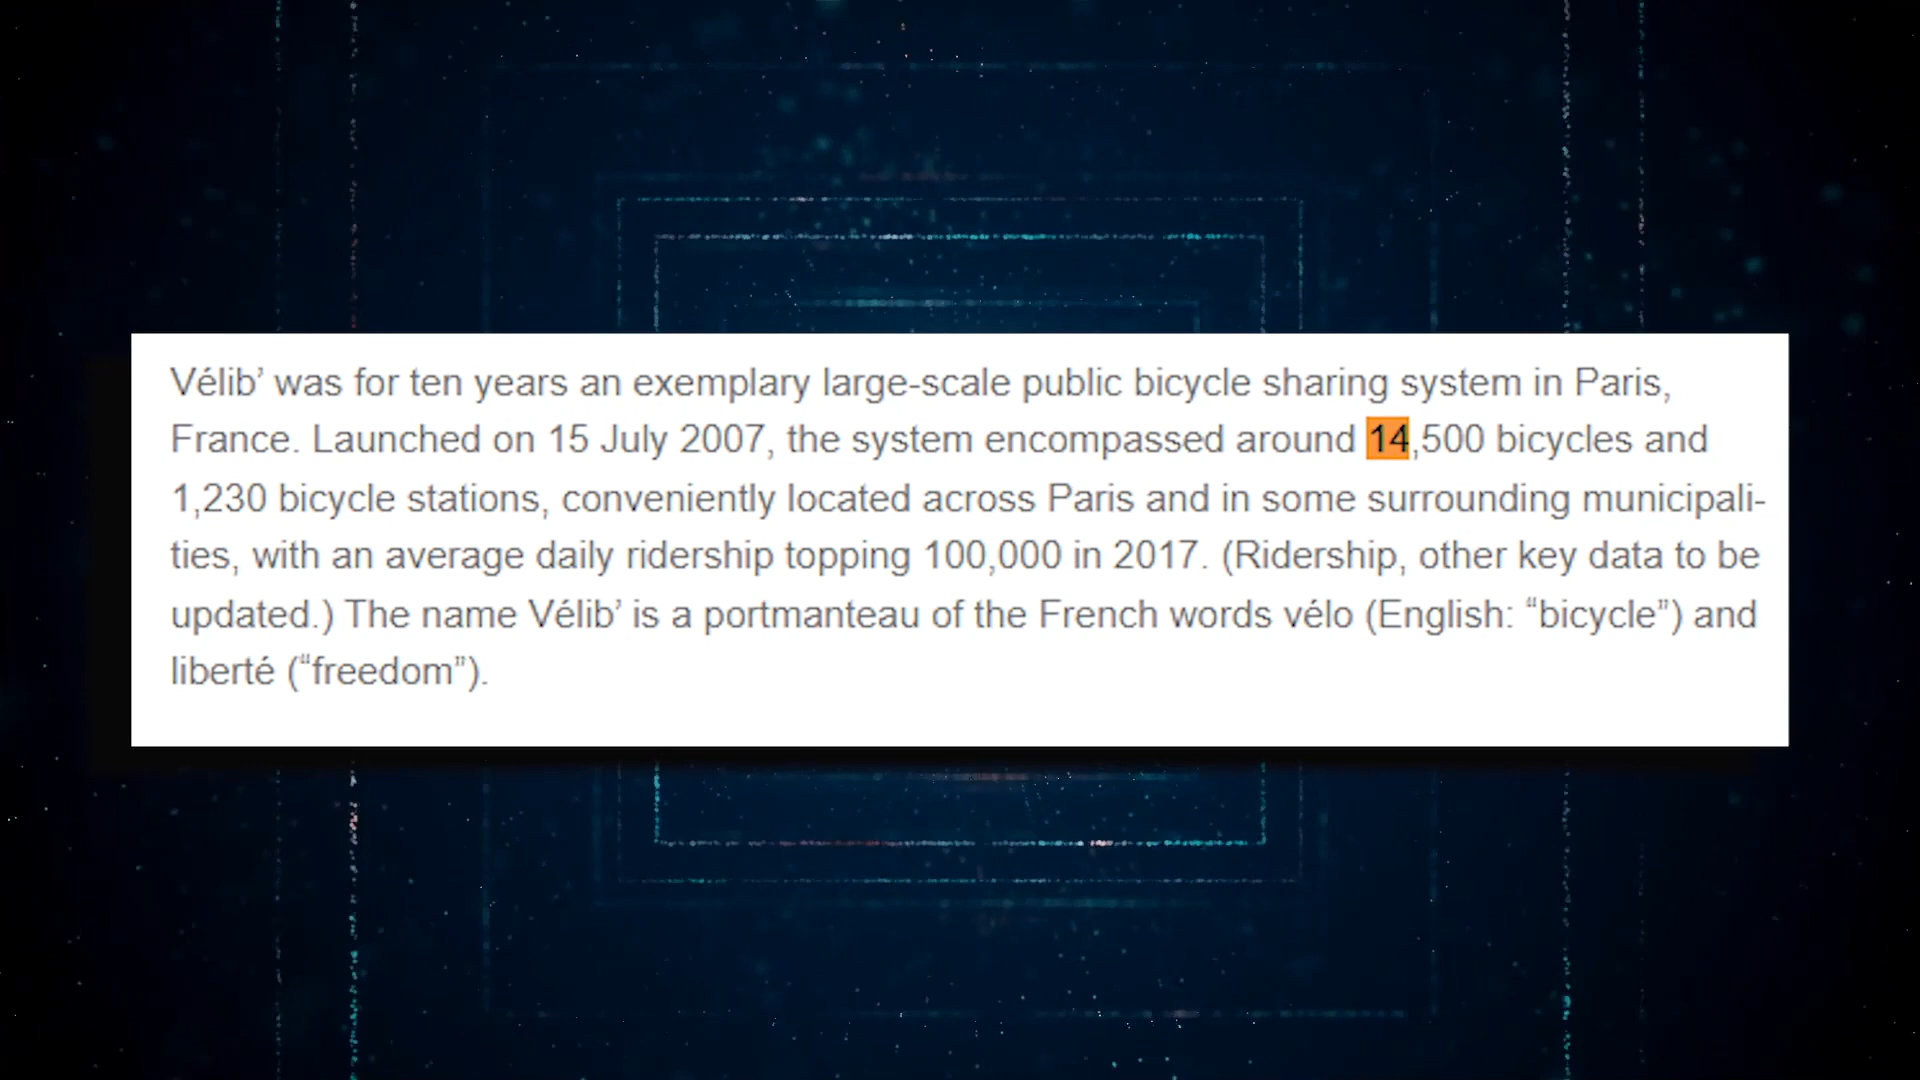 Vélib’ was for ten years an exemplary large-scale public bicycle sharing system in Paris,
France. Launched on 15 July 2007, the system encompassed around 14,500 bicycles and
1,230 bicycle stations, conveniently located across Paris and in some surrounding municipali-
ties, with an average daily ridership topping 100,000 in 2017. (Ridership, other key data to be
updated.) The name Vélib’ is a portmanteau of the French words vélo (English: “bicycle”) and
liberté (“freedom”).